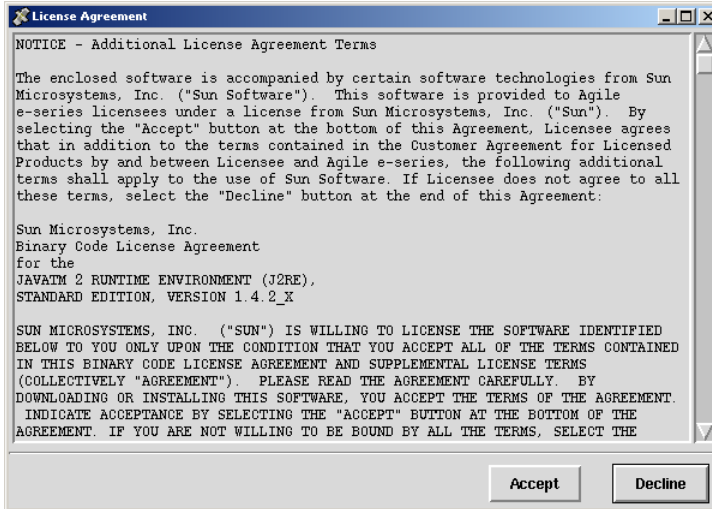 License Agreement
NOTICE - Additional License Agreement Terms
The enclosed software is accompanied by certain software technologies from Sun
Microsystems, Inc. ("Sun Software").  This software is provided to Agile
e-series licensees under a license from Sun Microsystems, Inc. ("Sun").  By
selecting the "Accept" button at the bottom of this Agreement, Licensee agrees
that in addition to the terms contained in the Customer Agreement for Licensed
Products by and between Licensee and Agile e-series, the following additional
terms shall apply to the use of Sun Software. If Licensee does not agree to all
these terms, select the "Decline" button at the end of this Agreement:
Sun Microsystems, Inc.
Binary Code License Agreement
for the
JAVATM 2 RUNTIME ENVIRONMENT (J2RE),
STANDARD EDITION, VERSION 1.4.2_X
SUN MICROSYSTEMS, INC.  ("SUN") IS WILLING TO LICENSE THE SOFTWARE IDENTIFIED
BELOW TO YOU ONLY UPON THE CONDITION THAT YOU ACCEPT ALL OF THE TERMS CONTAINED
IN THIS BINARY CODE LICENSE AGREEMENT AND SUPPLEMENTAL LICENSE TERMS
(COLLECTIVELY "AGREEMENT").  PLEASE READ THE AGREEMENT CAREFULLY.  BY
DOWNLOADING OR INSTALLING THIS SOFTWARE, YOU ACCEPT THE TERMS OF THE AGREEMENT.
INDICATE ACCEPTANCE BY SELECTING THE "ACCEPT" BUTTON AT THE BOTTOM OF THE
AGREEMENT. IF YOU ARE NOT WILLING TO BE BOUND BY ALL THE TERMS, SELECT THE
Accept Decline